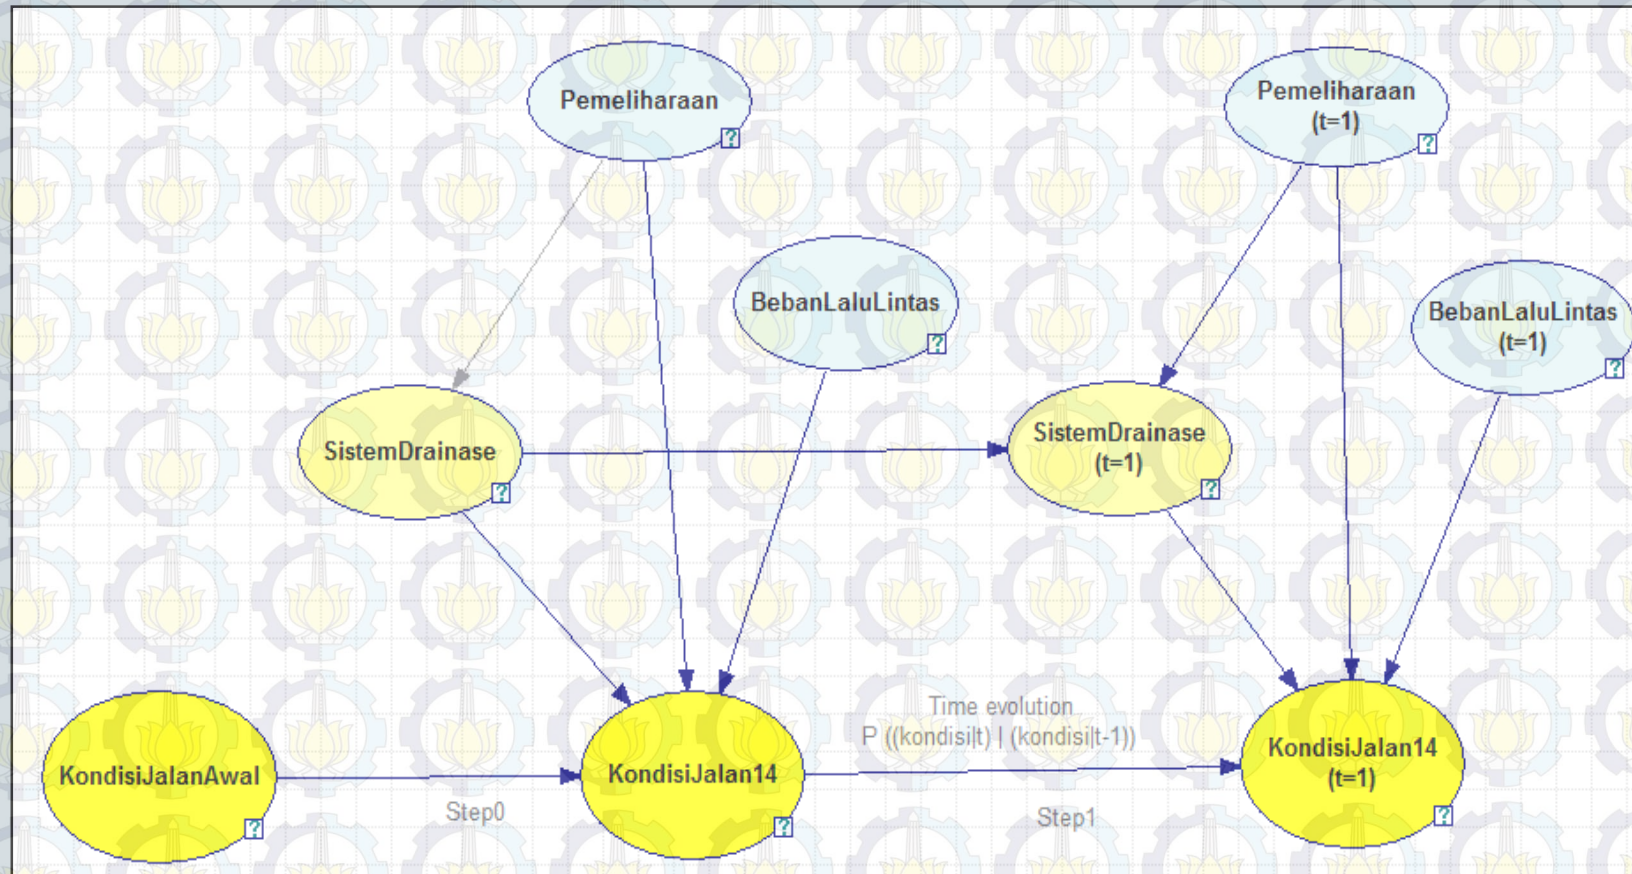 Pemeliharaan
?
Pemeliharaan
(t=1)
?
BebanLaluLintas
?
BebanLaluLintas
(t=1)
?
SistemDrainase
?
SistemDrainase
(t=1)
?
KondisiJalanAwal
?
Step0
KondisiJalan14
?
Time evolution
P ((kondisi|t) | (kondisi|t-1))
Step1
KondisiJalan14
(t=1)
?